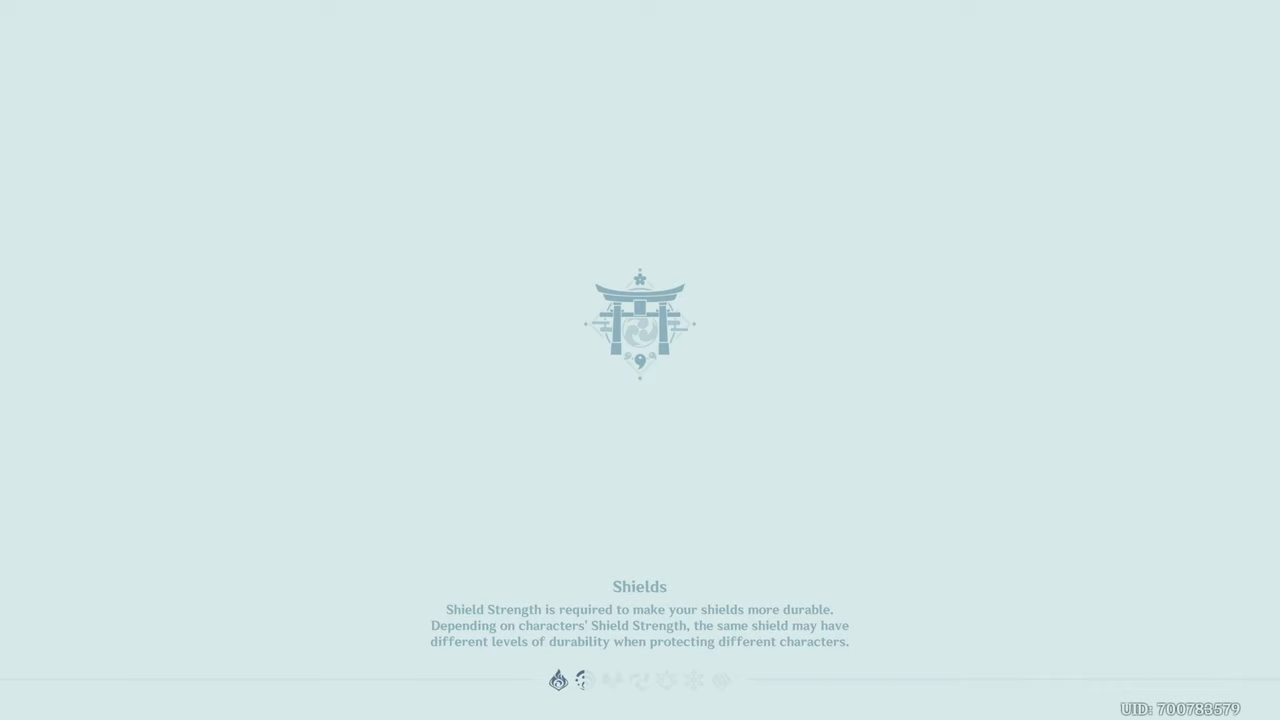 Shields
Shield Strength is required to make your shields more durable.
Depending on characters' Shield Strength, the same shield may have
different levels of durability when protecting different characters.
UID: 700783579